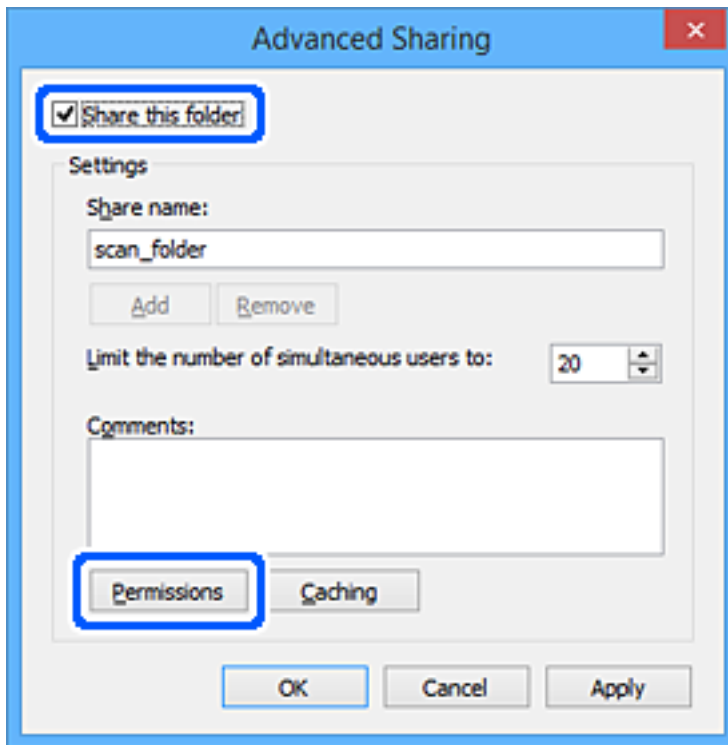 Advanced Sharing
Share this folder
Settings
Share name:
scan_folder
Add Remove
Limit the number of simultaneous users to: 20
Comments:
Permissions Caching
OK Cancel Apply